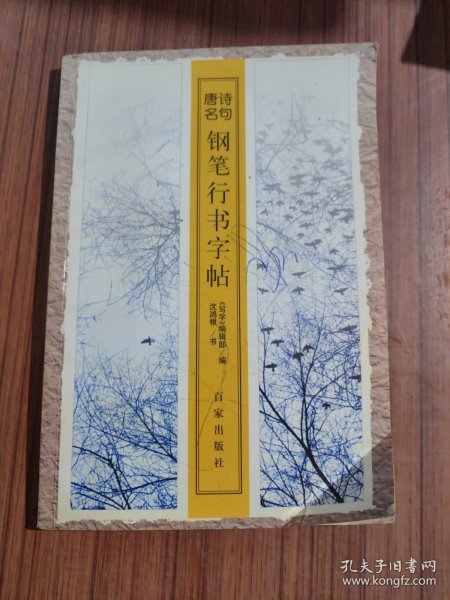 唐诗
名句
钢笔行书字帖
《写字》编辑部/编
沈鸿根/书
百家出版社
孔夫子旧书网
www.kongfz.com